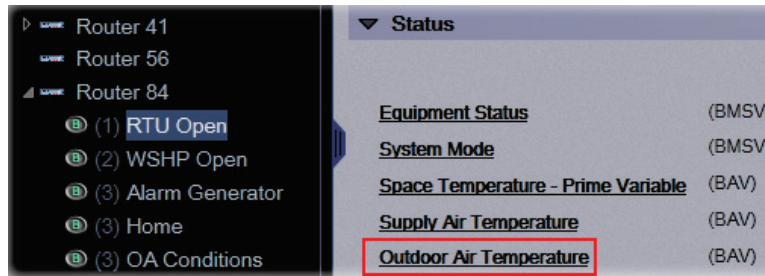 Router 41
Router 56
Router 84
(1) RTU Open
(2) WSHP Open
(3) Alarm Generator
(3) Home
(3) OA Conditions
Status
Equipment Status (BMSV
System Mode (BMSV
Space Temperature - Prime Variable (BAV)
Supply Air Temperature (BAV)
Outdoor Air Temperature (BAV)